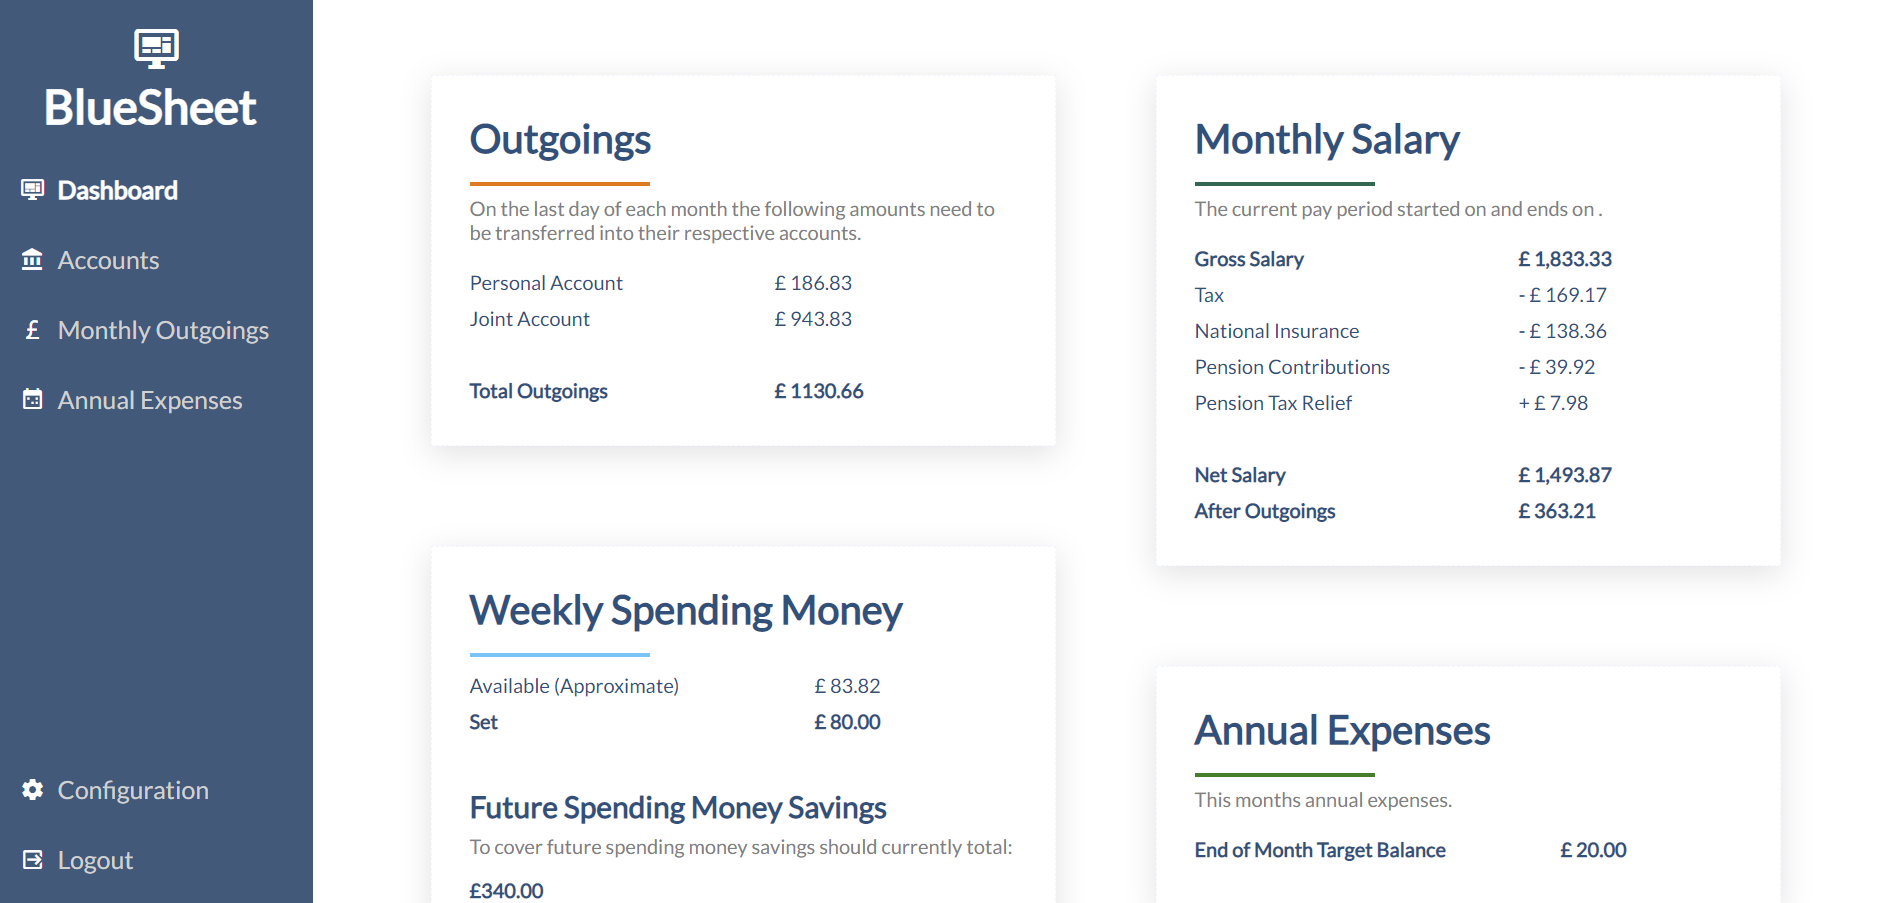 BlueSheet
Dashboard
Accounts
£ Monthly Outgoings
Annual Expenses
Configuration
Logout
Outgoings
On the last day of each month the following amounts need to
be transferred into their respective accounts.
Personal Account £ 186.83
Joint Account £ 943.83
Total Outgoings £ 1130.66
Weekly Spending Money
Available (Approximate) £ 83.82
Set £ 80.00
Future Spending Money Savings
To cover future spending money savings should currently total:
£340.00
Monthly Salary
The current pay period started on and ends on .
Gross Salary £ 1,833.33
Tax - £ 169.17
National Insurance - £ 138.36
Pension Contributions - £ 39.92
Pension Tax Relief + £ 7.98
Net Salary £ 1,493.87
After Outgoings £ 363.21
Annual Expenses
This months annual expenses.
End of Month Target Balance £ 20.00